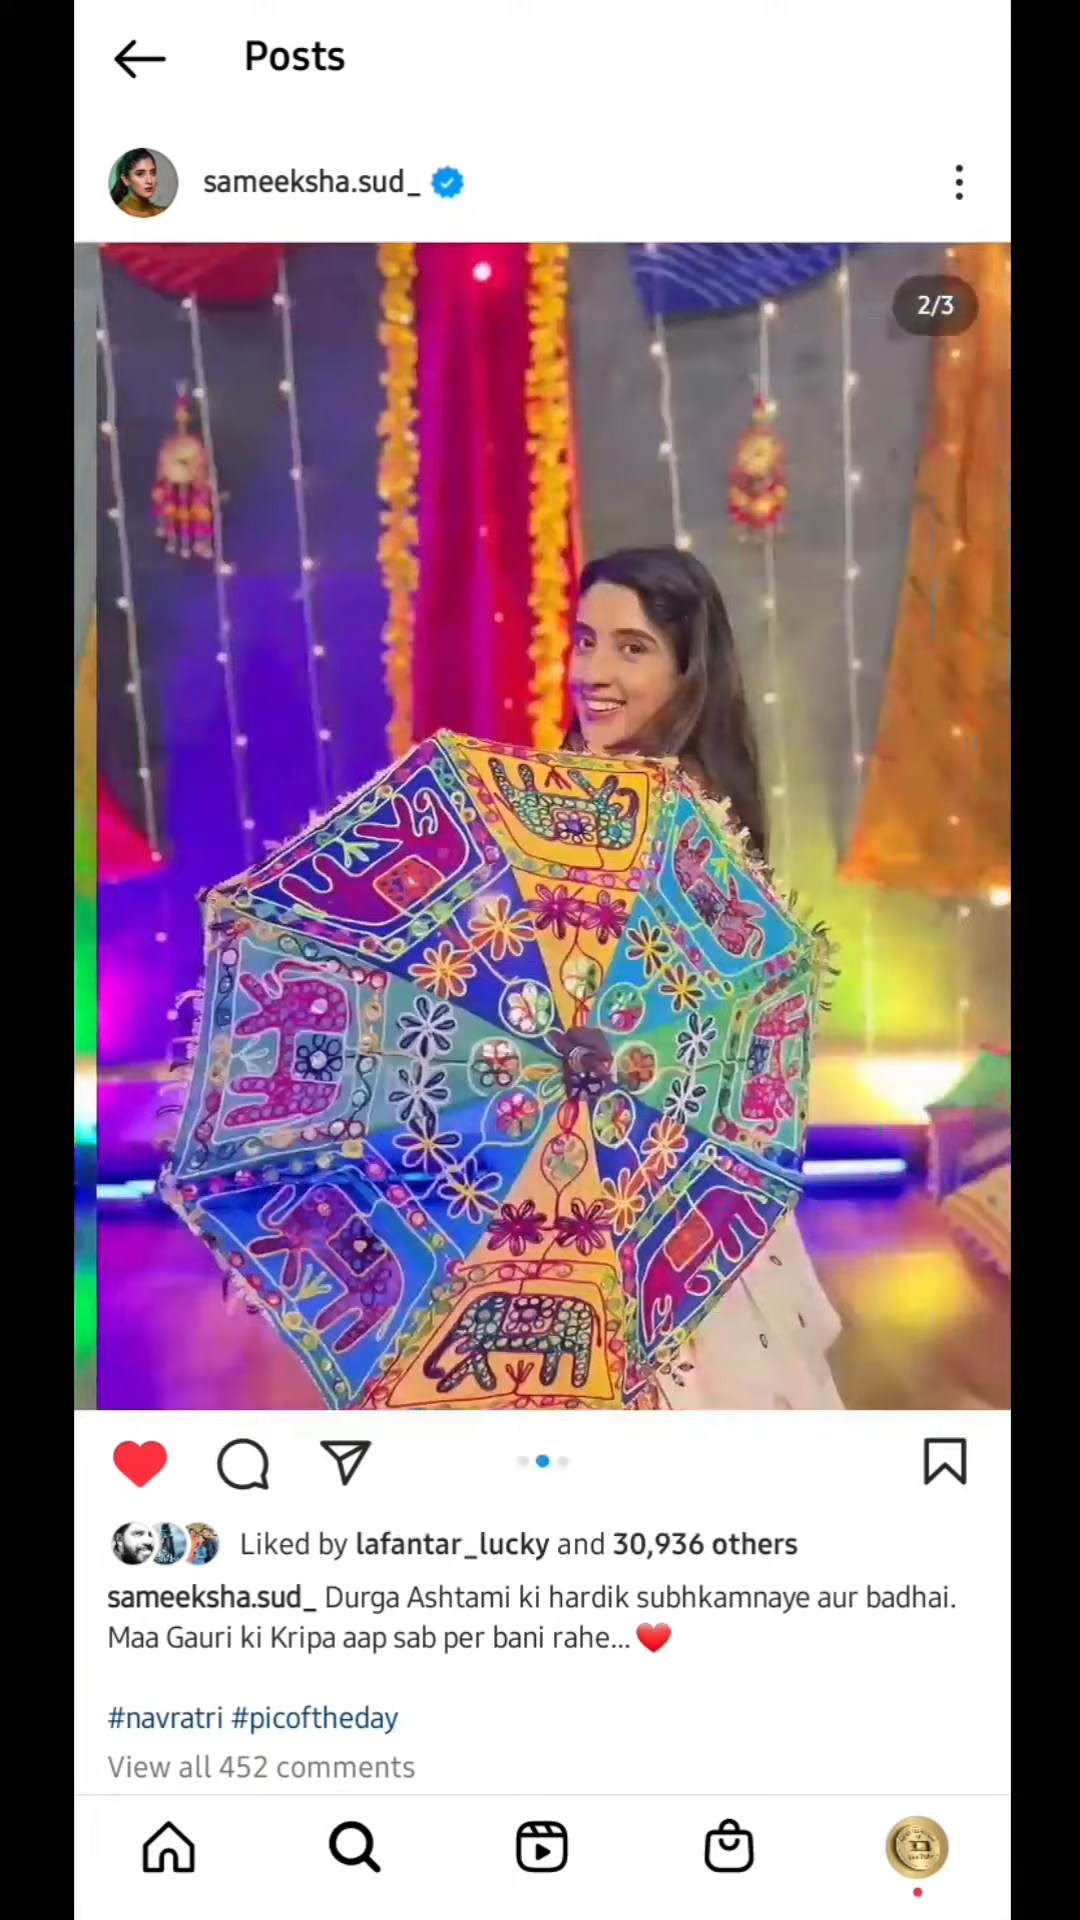 Posts
sameeksha.sud_
2/3
Liked by lafantar_lucky and 30,936 others
sameeksha.sud_ Durga Ashtami ki hardik subhkamnaye aur badhai.
Maa Gauri ki Kripa aap sab per bani rahe...❤️
#navratri #picoftheday
View all 452 comments